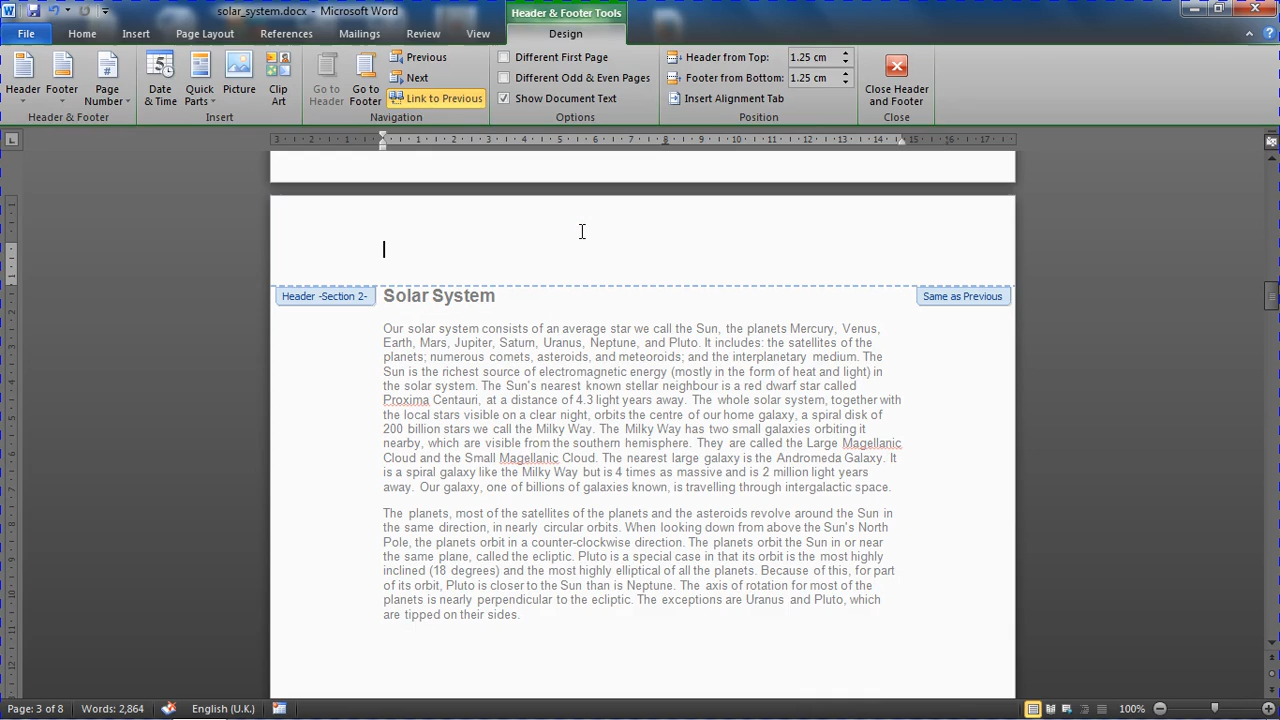 solar_system.docx - Microsoft Word
Header & Footer Tools
File Home Insert Page Layout References Mailings Review View Design
Header
Footer
Page Number
Header & Footer
Date & Time
Quick Parts
Picture
Clip Art
Insert
Go to Header
Go to Footer
Previous
Next
Link to Previous
Navigation
Different First Page
Different Odd & Even Pages
Show Document Text
Options
Header from Top: 1.25 cm
Footer from Bottom: 1.25 cm
Insert Alignment Tab
Position
Close Header and Footer
Close
3 2 1 1 2 3 4 5 6 7 8 9 10 11 12 13 14 15 16 17
Header -Section 2-
Solar System
Same as Previous
Our solar system consists of an average star we call the Sun, the planets Mercury, Venus,
Earth, Mars, Jupiter, Saturn, Uranus, Neptune, and Pluto. It includes: the satellites of the
planets; numerous comets, asteroids, and meteoroids; and the interplanetary medium. The
Sun is the richest source of electromagnetic energy (mostly in the form of heat and light) in
the solar system. The Sun's nearest known stellar neighbour is a red dwarf star called
Proxima Centauri, at a distance of 4.3 light years away. The whole solar system, together with
the local stars visible on a clear night, orbits the centre of our home galaxy, a spiral disk of
200 billion stars we call the Milky Way. The Milky Way has two small galaxies orbiting it
nearby, which are visible from the southern hemisphere. They are called the Large Magellanic
Cloud and the Small Magellanic Cloud. The nearest large galaxy is the Andromeda Galaxy. It
is a spiral galaxy like the Milky Way but is 4 times as massive and is 2 million light years
away. Our galaxy, one of billions of galaxies known, is travelling through intergalactic space.
The planets, most of the satellites of the planets and the asteroids revolve around the Sun in
the same direction, in nearly circular orbits. When looking down from above the Sun's North
Pole, the planets orbit in a counter-clockwise direction. The planets orbit the Sun in or near
the same plane, called the ecliptic. Pluto is a special case in that its orbit is the most highly
inclined (18 degrees) and the most highly elliptical of all the planets. Because of this, for part
of its orbit, Pluto is closer to the Sun than is Neptune. The axis of rotation for most of the
planets is nearly perpendicular to the ecliptic. The exceptions are Uranus and Pluto, which
are tipped on their sides.
Page: 3 of 8 Words: 2,864 English (U.K.) 100%